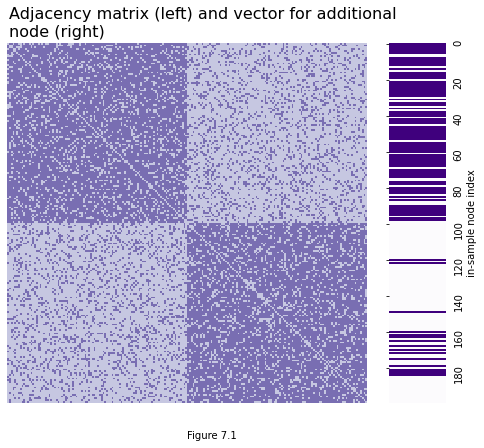 Adjacency matrix (left) and vector for additional
node (right)
0
20
40
60
80
100
120
140
160
180
in-sample node index
Figure 7.1